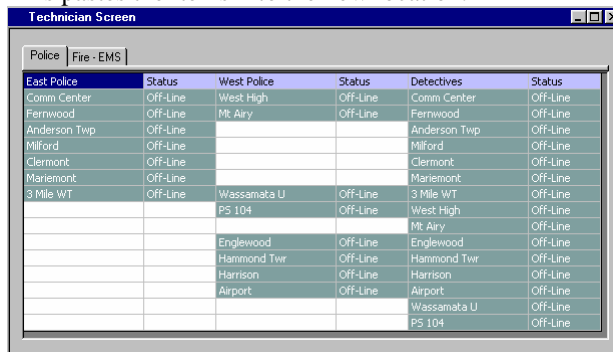 Technician Screen
Police Fire - EMS
East Police Status West Police Status Detectives Status
Comm Center Off-Line West High Off-Line Comm Center Off-Line
Fernwood Off-Line Mt Airy Off-Line Fernwood Off-Line
Anderson Twp Off-Line Anderson Twp Off-Line
Milford Off-Line Milford Off-Line
Clermont Off-Line Clermont Off-Line
Mariemont Off-Line Mariemont Off-Line
3 Mile WT Off-Line Wassamata U Off-Line 3 Mile WT Off-Line
PS 104 Off-Line West High Off-Line
Mt Airy Off-Line
Englewood Off-Line Englewood Off-Line
Hammond Twr Off-Line Hammond Twr Off-Line
Harrison Off-Line Harrison Off-Line
Airport Off-Line Airport Off-Line
Wassamata U Off-Line
PS 104 Off-Line